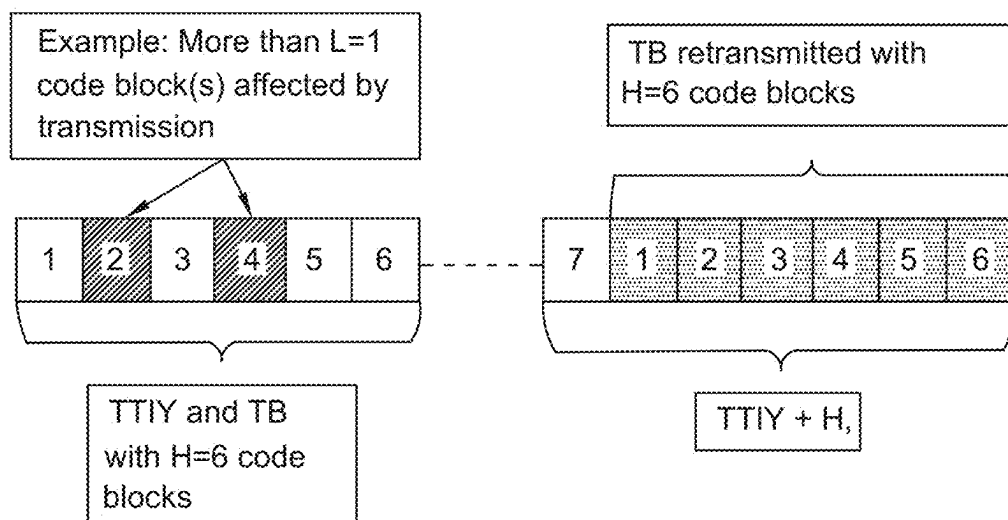 Example: More than L=1
code block(s) affected by
transmission
TB retransmitted with
H=6 code blocks
1 2 3 4 5 6
7 1 2 3 4 5 6
TTIY and TB
with H=6 code
blocks
TTIY + H,